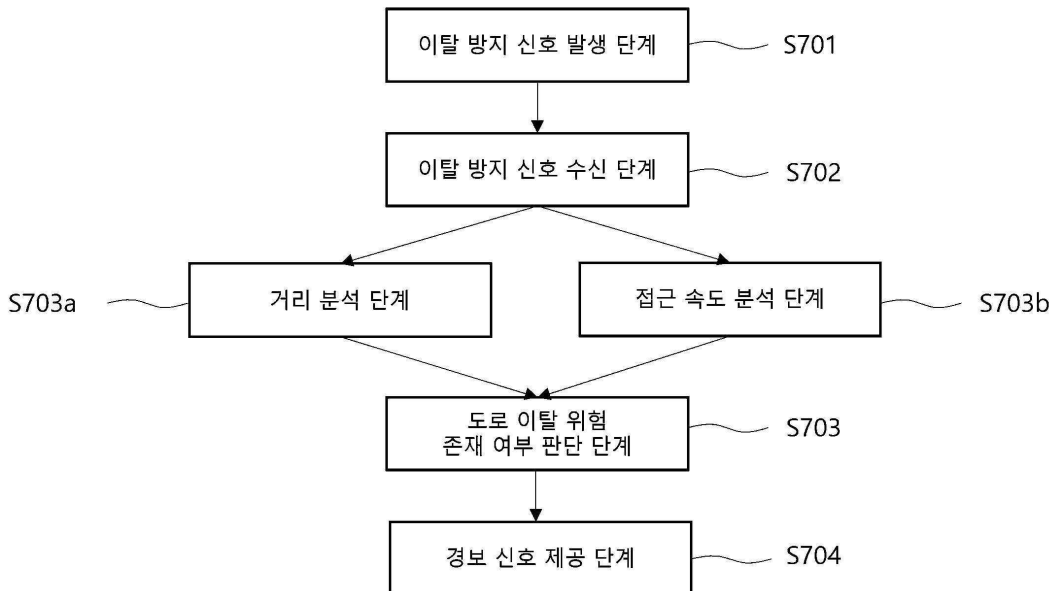 이탈 방지 신호 발생 단계
S701
이탈 방지 신호 수신 단계
S702
S703a
거리 분석 단계
접근 속도 분석 단계
S703b
도로 이탈 위험
존재 여부 판단 단계
S703
경보 신호 제공 단계
S704